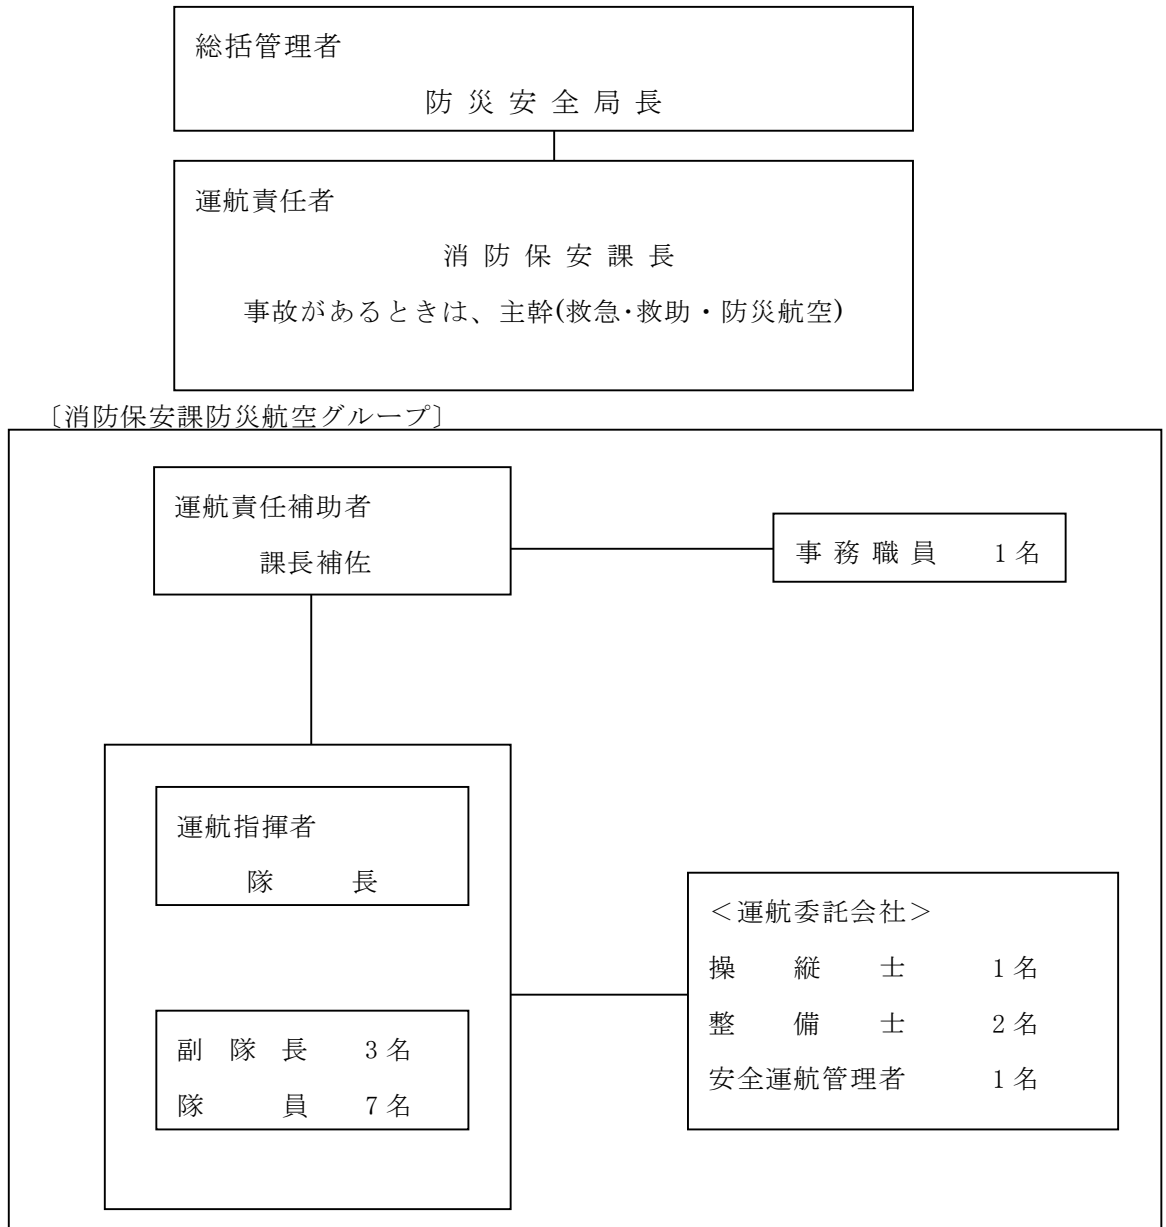 総括管理者
防災安全局長
運航責任者
消防保安課長
事故があるときは、主幹(救急･救助・防災航空)
〔消防保安課防災航空グループ〕
運航責任補助者
課長補佐
事務職員 1名
運航指揮者
隊 長
副隊長 3名
隊 員 7名
＜運航委託会社＞
操縦士 1名
整備士 2名
安全運航管理者 1名